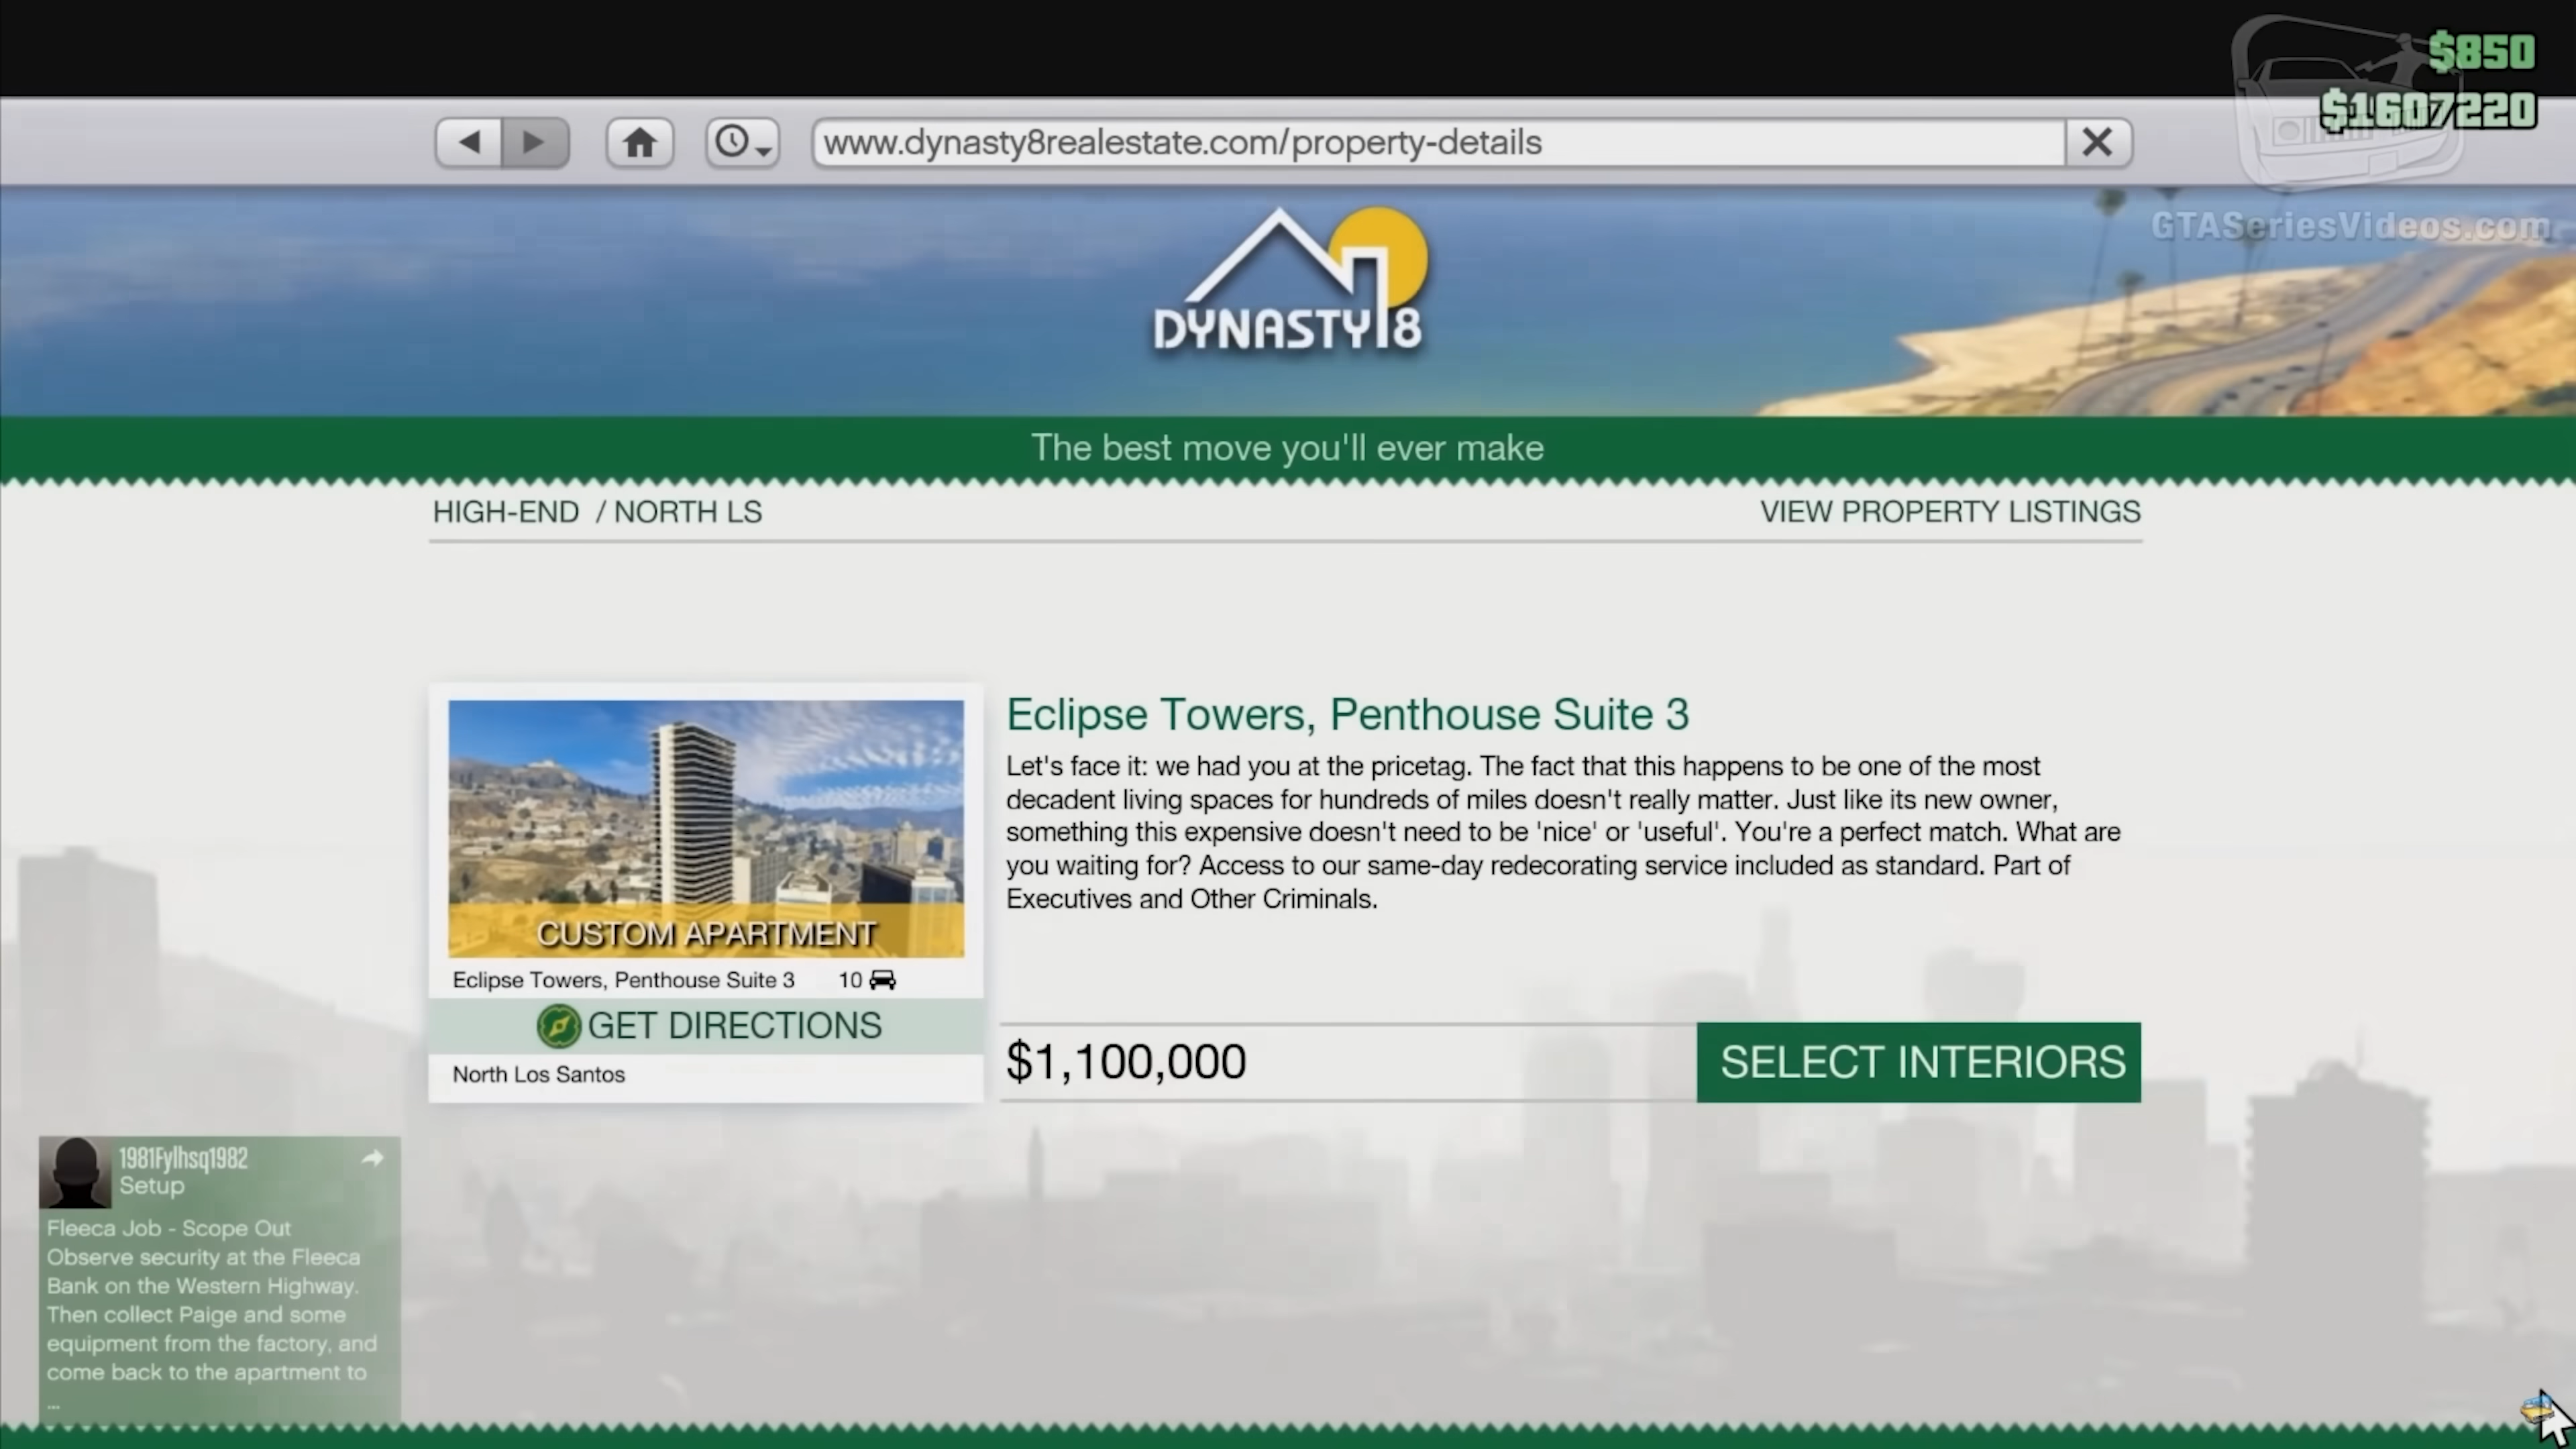 $850
$1607220
www.dynasty8realestate.com/property-details
GTASeriesVideos.com
DYNASTY 8
The best move you'll ever make
HIGH-END / NORTH LS
VIEW PROPERTY LISTINGS
CUSTOM APARTMENT
Eclipse Towers, Penthouse Suite 3 10
GET DIRECTIONS
North Los Santos
Eclipse Towers, Penthouse Suite 3
Let's face it: we had you at the pricetag. The fact that this happens to be one of the most
decadent living spaces for hundreds of miles doesn't really matter. Just like its new owner,
something this expensive doesn't need to be 'nice' or 'useful'. You're a perfect match. What are
you waiting for? Access to our same-day redecorating service included as standard. Part of
Executives and Other Criminals.
$1,100,000
SELECT INTERIORS
1981Fylhsq1982
Setup
Fleeca Job - Scope Out
Observe security at the Fleeca
Bank on the Western Highway.
Then collect Paige and some
equipment from the factory, and
come back to the apartment to
...